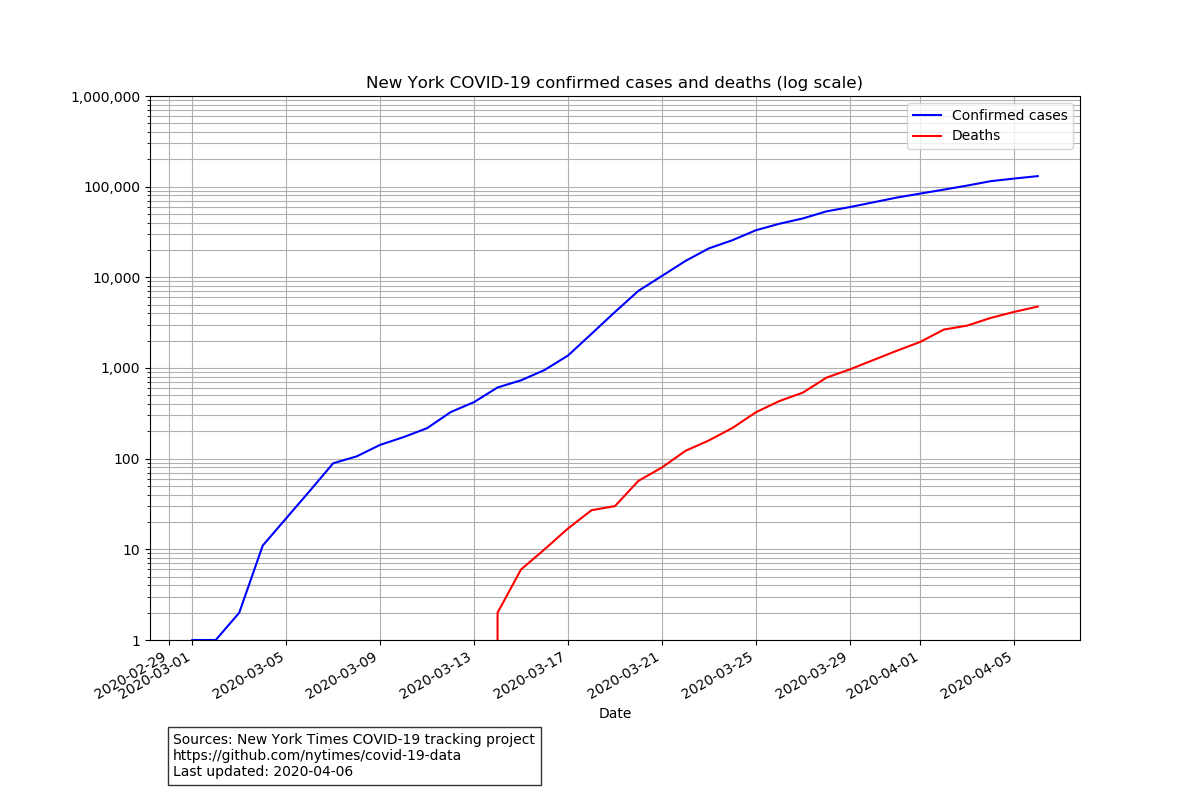 New York COVID-19 confirmed cases and deaths (log scale)
1,000,000
100,000
10,000
1,000
100
10
1
Confirmed cases
Deaths
2020-02-29
2020-03-01
2020-03-05
2020-03-09
2020-03-13
2020-03-17
2020-03-21
2020-03-25
2020-03-29
2020-04-01
2020-04-05
Date
Sources: New York Times COVID-19 tracking project
https://github.com/nytimes/covid-19-data
Last updated: 2020-04-06